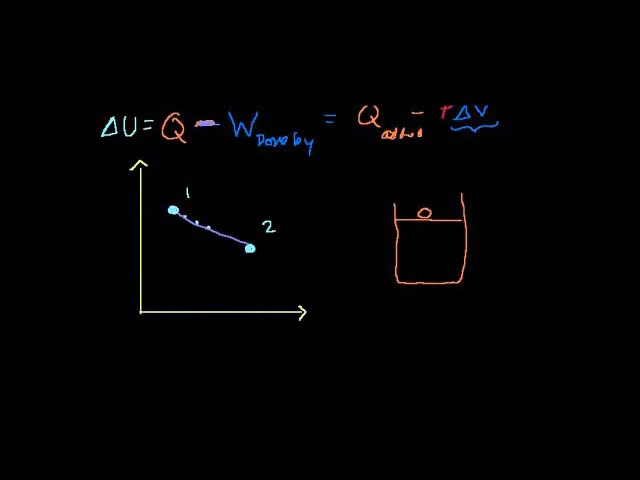 ΔU = Q - W Done by = Q added - PΔV
1
2